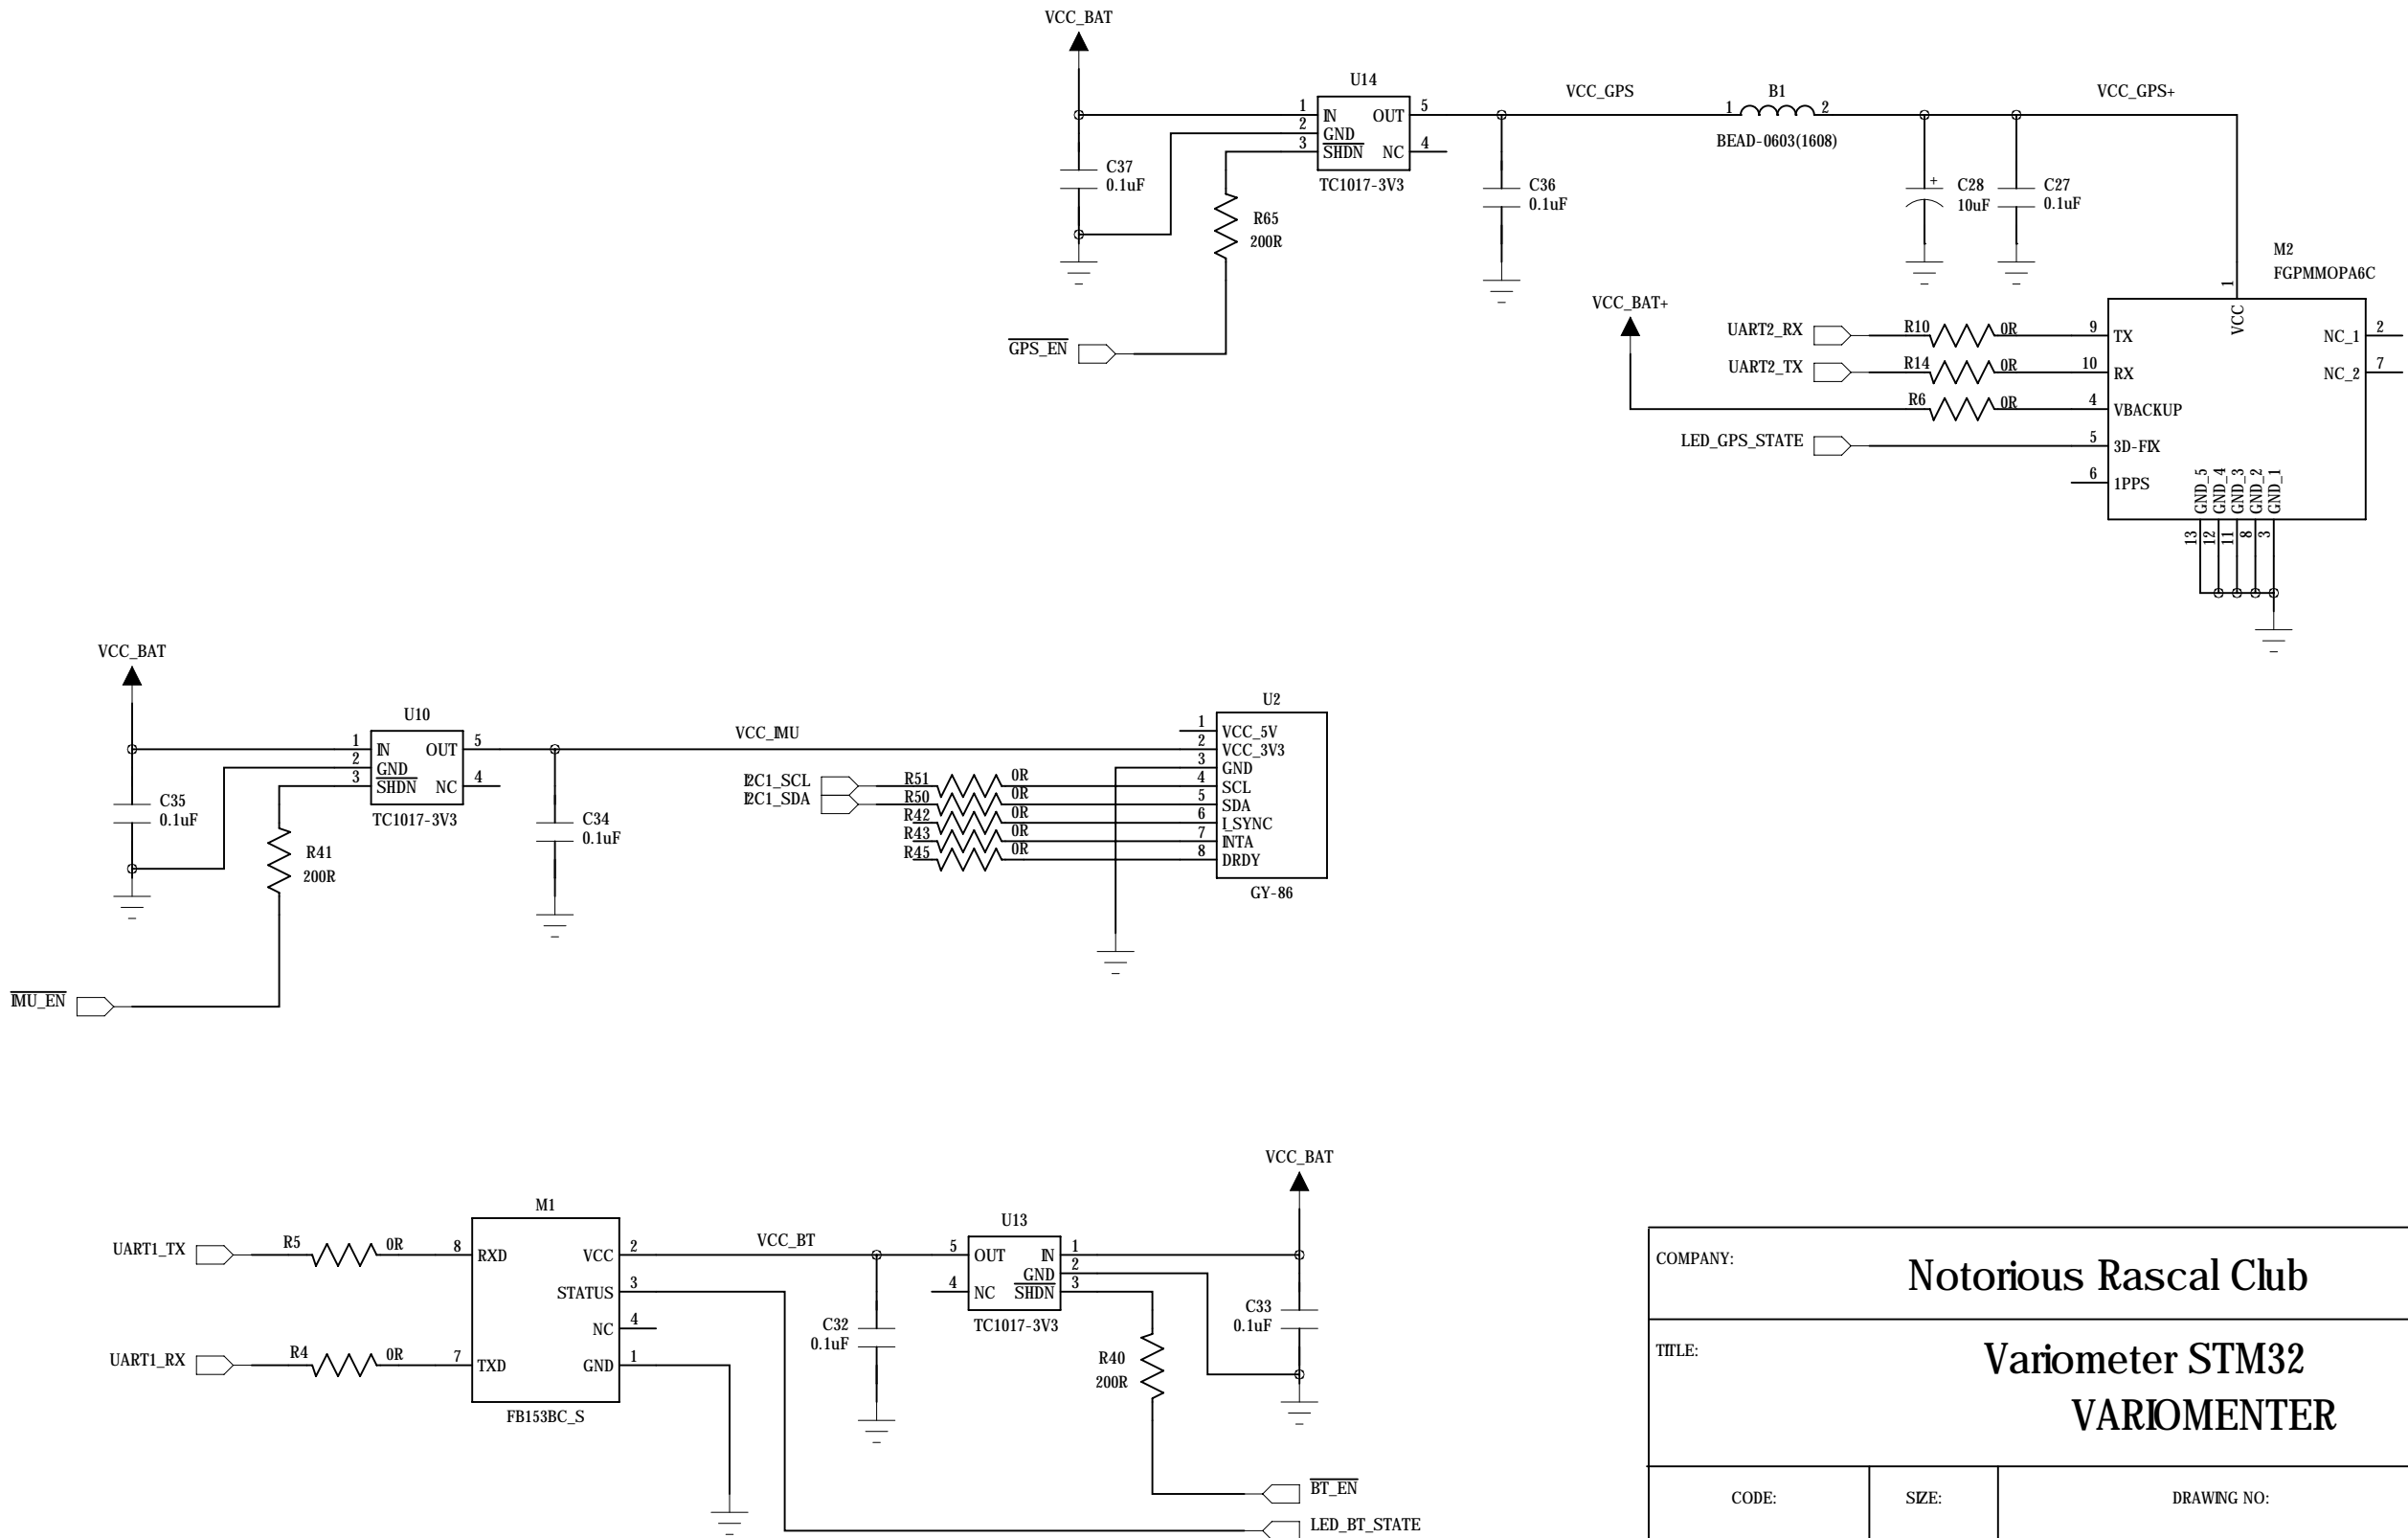 VCC_BAT
U14
1 IN OUT 5
2 GND
3 SHDN NC 4
TC1017-3V3
C37
0.1uF
R65
200R
GPS_EN
VCC_GPS
C36
0.1uF
1 B1 2
BEAD-0603(1608)
VCC_GPS+
C28
10uF
+
C27
0.1uF
M2
FGPMMOPA6C
1
VCC
VCC_BAT+
UART2_RX R10 0R 9 TX NC_1 2
UART2_TX R14 0R 10 RX NC_2 7
R6 0R 4 VBACKUP
LED_GPS_STATE 5 3D-FIX
6 1PPS
GND_5 GND_4 GND_3 GND_2 GND_1
13 12 11 8 3
VCC_BAT
U10
1 IN OUT 5
2 GND
3 SHDN NC 4
TC1017-3V3
C35
0.1uF
R41
200R
IMU_EN
C34
0.1uF
VCC_IMU
U2
1 VCC_5V
2 VCC_3V3
3 GND
I2C1_SCL R51 0R 4 SCL
I2C1_SDA R50 0R 5 SDA
R42 0R 6 I_SYNC
R43 0R 7 INTA
R45 0R 8 DRDY
GY-86
M1
UART1_TX R5 0R 8 RXD VCC 2
STATUS 3
NC 4
UART1_RX R4 0R 7 TXD GND 1
FB153BC_S
VCC_BT
C32
0.1uF
U13
5 OUT IN 1
GND 2
4 NC SHDN 3
TC1017-3V3
VCC_BAT
C33
0.1uF
R40
200R
BT_EN
LED_BT_STATE
COMPANY:
Notorious Rascal Club
TITLE:
Variometer STM32
VARIOMENTER
CODE: SIZE: DRAWING NO: